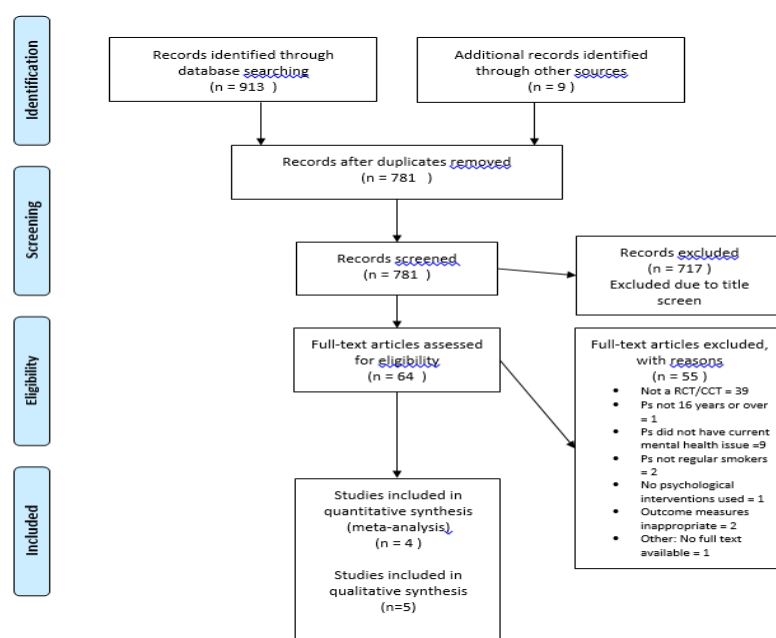 Identification
Records identified through
database searching
(n = 913  )
Additional records identified
through other sources
(n = 9 )
Records after duplicates removed
(n = 781  )
Screening
Records screened
(n = 781  )
Records excluded
(n = 717 )
Excluded due to title
screen
Eligibility
Full-text articles assessed
for eligibility
(n = 64  )
Full-text articles excluded,
with reasons
(n = 55 )
• Not a RCT/CCT = 39
• Ps not 16 years or over
= 1
• Ps did not have current
mental health issue =9
• Ps not regular smokers
= 2
• No psychological
interventions used = 1
• Outcome measures
inappropriate = 2
• Other: No full text
available = 1
Included
Studies included in
quantitative synthesis
(meta-analysis)
(n = 4  )
Studies included in
qualitative synthesis
(n=5)